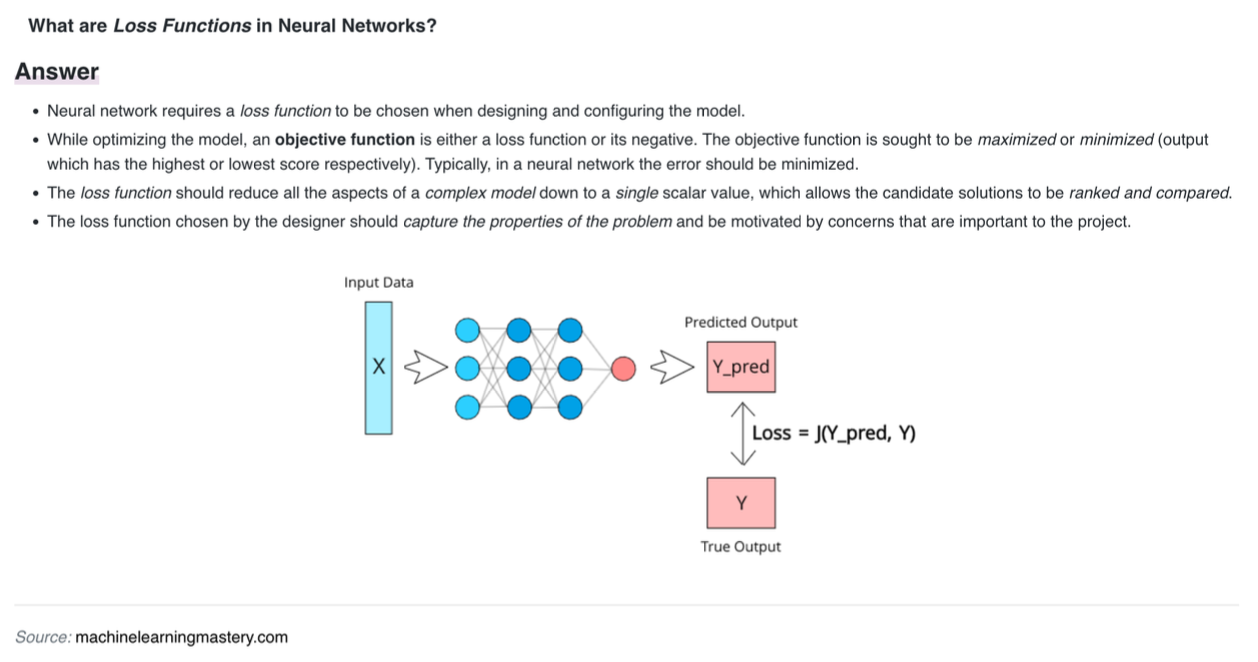 What are Loss Functions in Neural Networks?
Answer
• Neural network requires a loss function to be chosen when designing and configuring the model.
• While optimizing the model, an objective function is either a loss function or its negative. The objective function is sought to be maximized or minimized (output
which has the highest or lowest score respectively). Typically, in a neural network the error should be minimized.
• The loss function should reduce all the aspects of a complex model down to a single scalar value, which allows the candidate solutions to be ranked and compared.
• The loss function chosen by the designer should capture the properties of the problem and be motivated by concerns that are important to the project.
Input Data
X
Predicted Output
Y_pred
Loss = J(Y_pred, Y)
Y
True Output
Source: machinelearningmastery.com